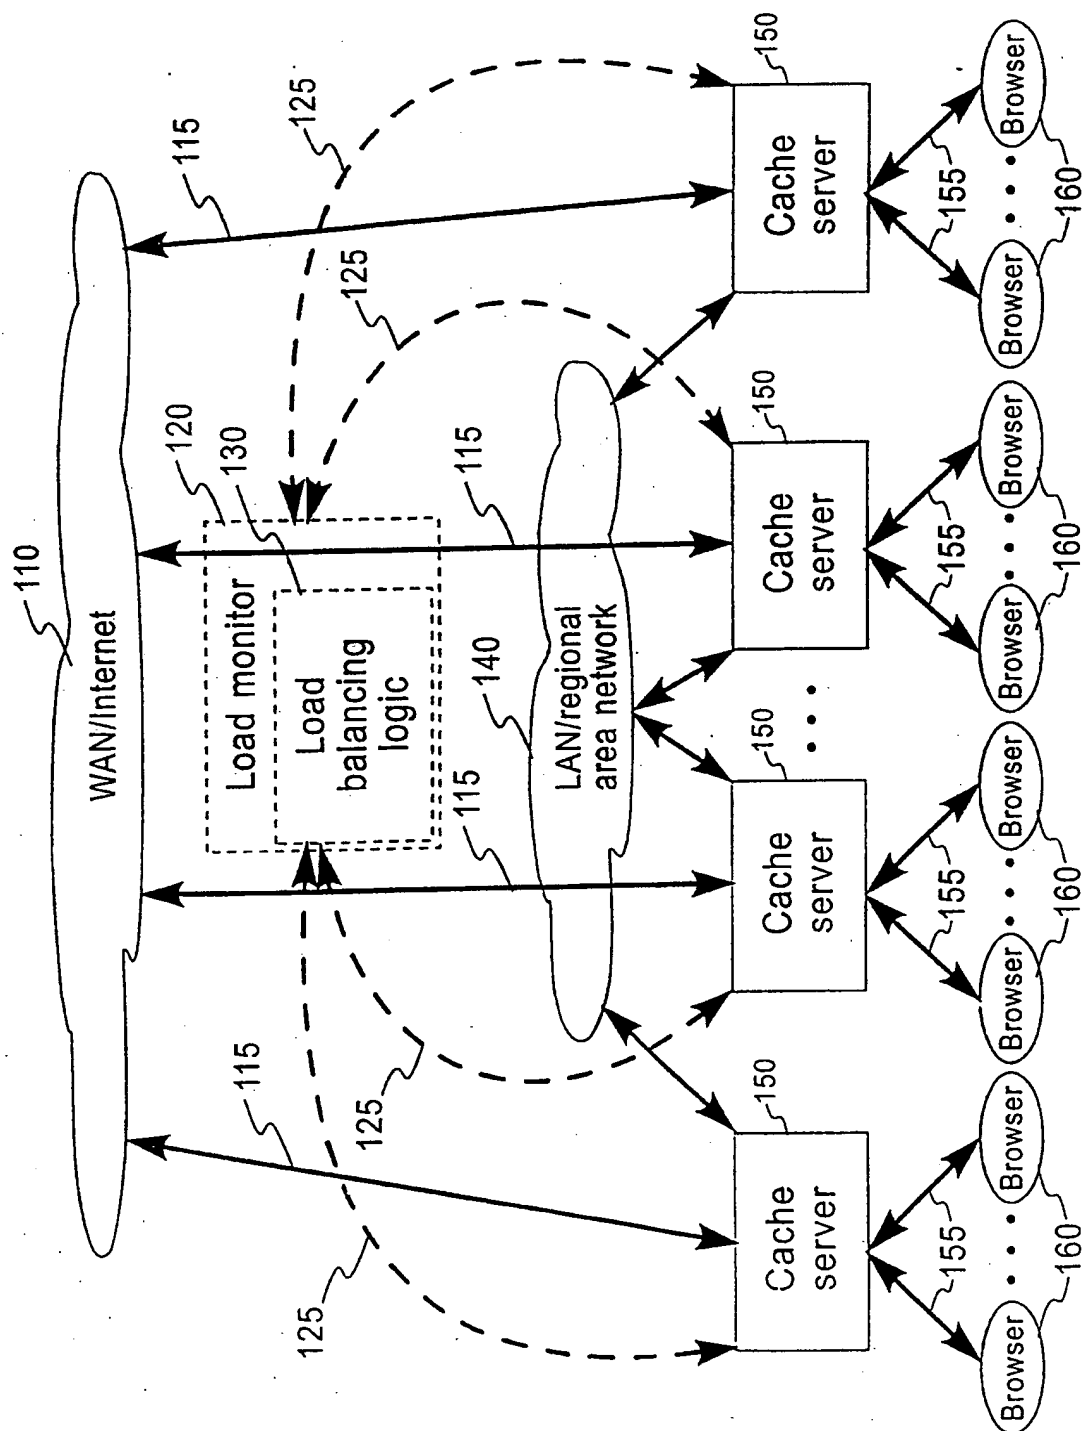 110
WAN/Internet
115
115
115
115
125
125
125
125
120
Load monitor
130
Load
balancing
logic
140
LAN/regional
area network
150
Cache
server
155
Browser
Browser
160
150
Cache
server
155
Browser
Browser
160
150
Cache
server
155
Browser
Browser
160
150
Cache
server
155
Browser
Browser
160